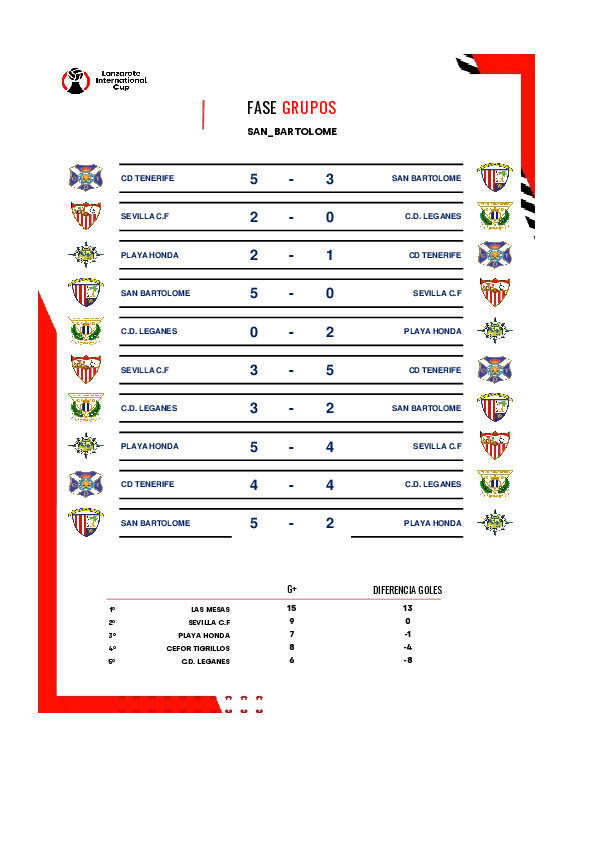 Lanzarote
International
Cup
FASE GRUPOS
SAN_BARTOLOME
CD TENERIFE 5 - 3 SAN BARTOLOME
SEVILLA C.F 2 - 0 C.D. LEGANES
PLAYA HONDA 2 - 1 CD TENERIFE
SAN BARTOLOME 5 - 0 SEVILLA C.F
C.D. LEGANES 0 - 2 PLAYA HONDA
SEVILLA C.F 3 - 5 CD TENERIFE
C.D. LEGANES 3 - 2 SAN BARTOLOME
PLAYA HONDA 5 - 4 SEVILLA C.F
CD TENERIFE 4 - 4 C.D. LEGANES
SAN BARTOLOME 5 - 2 PLAYA HONDA
G+ DIFERENCIA GOLES
1º LAS MESAS 15 13
2º SEVILLA C.F 9 0
3º PLAYA HONDA 7 -1
4º CEFOR TIGRILLOS 8 -4
5º C.D. LEGANES 6 -8